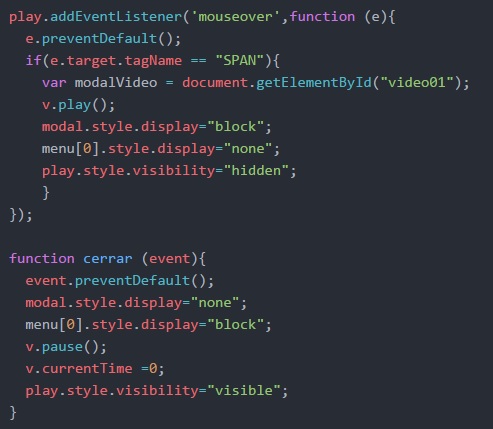 play.addEventListener('mouseover',function (e){
  e.preventDefault();
  if(e.target.tagName == "SPAN"){
    var modalVideo = document.getElementById("video01");
    v.play();
    modal.style.display="block";
    menu[0].style.display="none";
    play.style.visibility="hidden";
    }
});

function cerrar (event){
  event.preventDefault();
  modal.style.display="none";
  menu[0].style.display="block";
  v.pause();
  v.currentTime =0;
  play.style.visibility="visible";
}